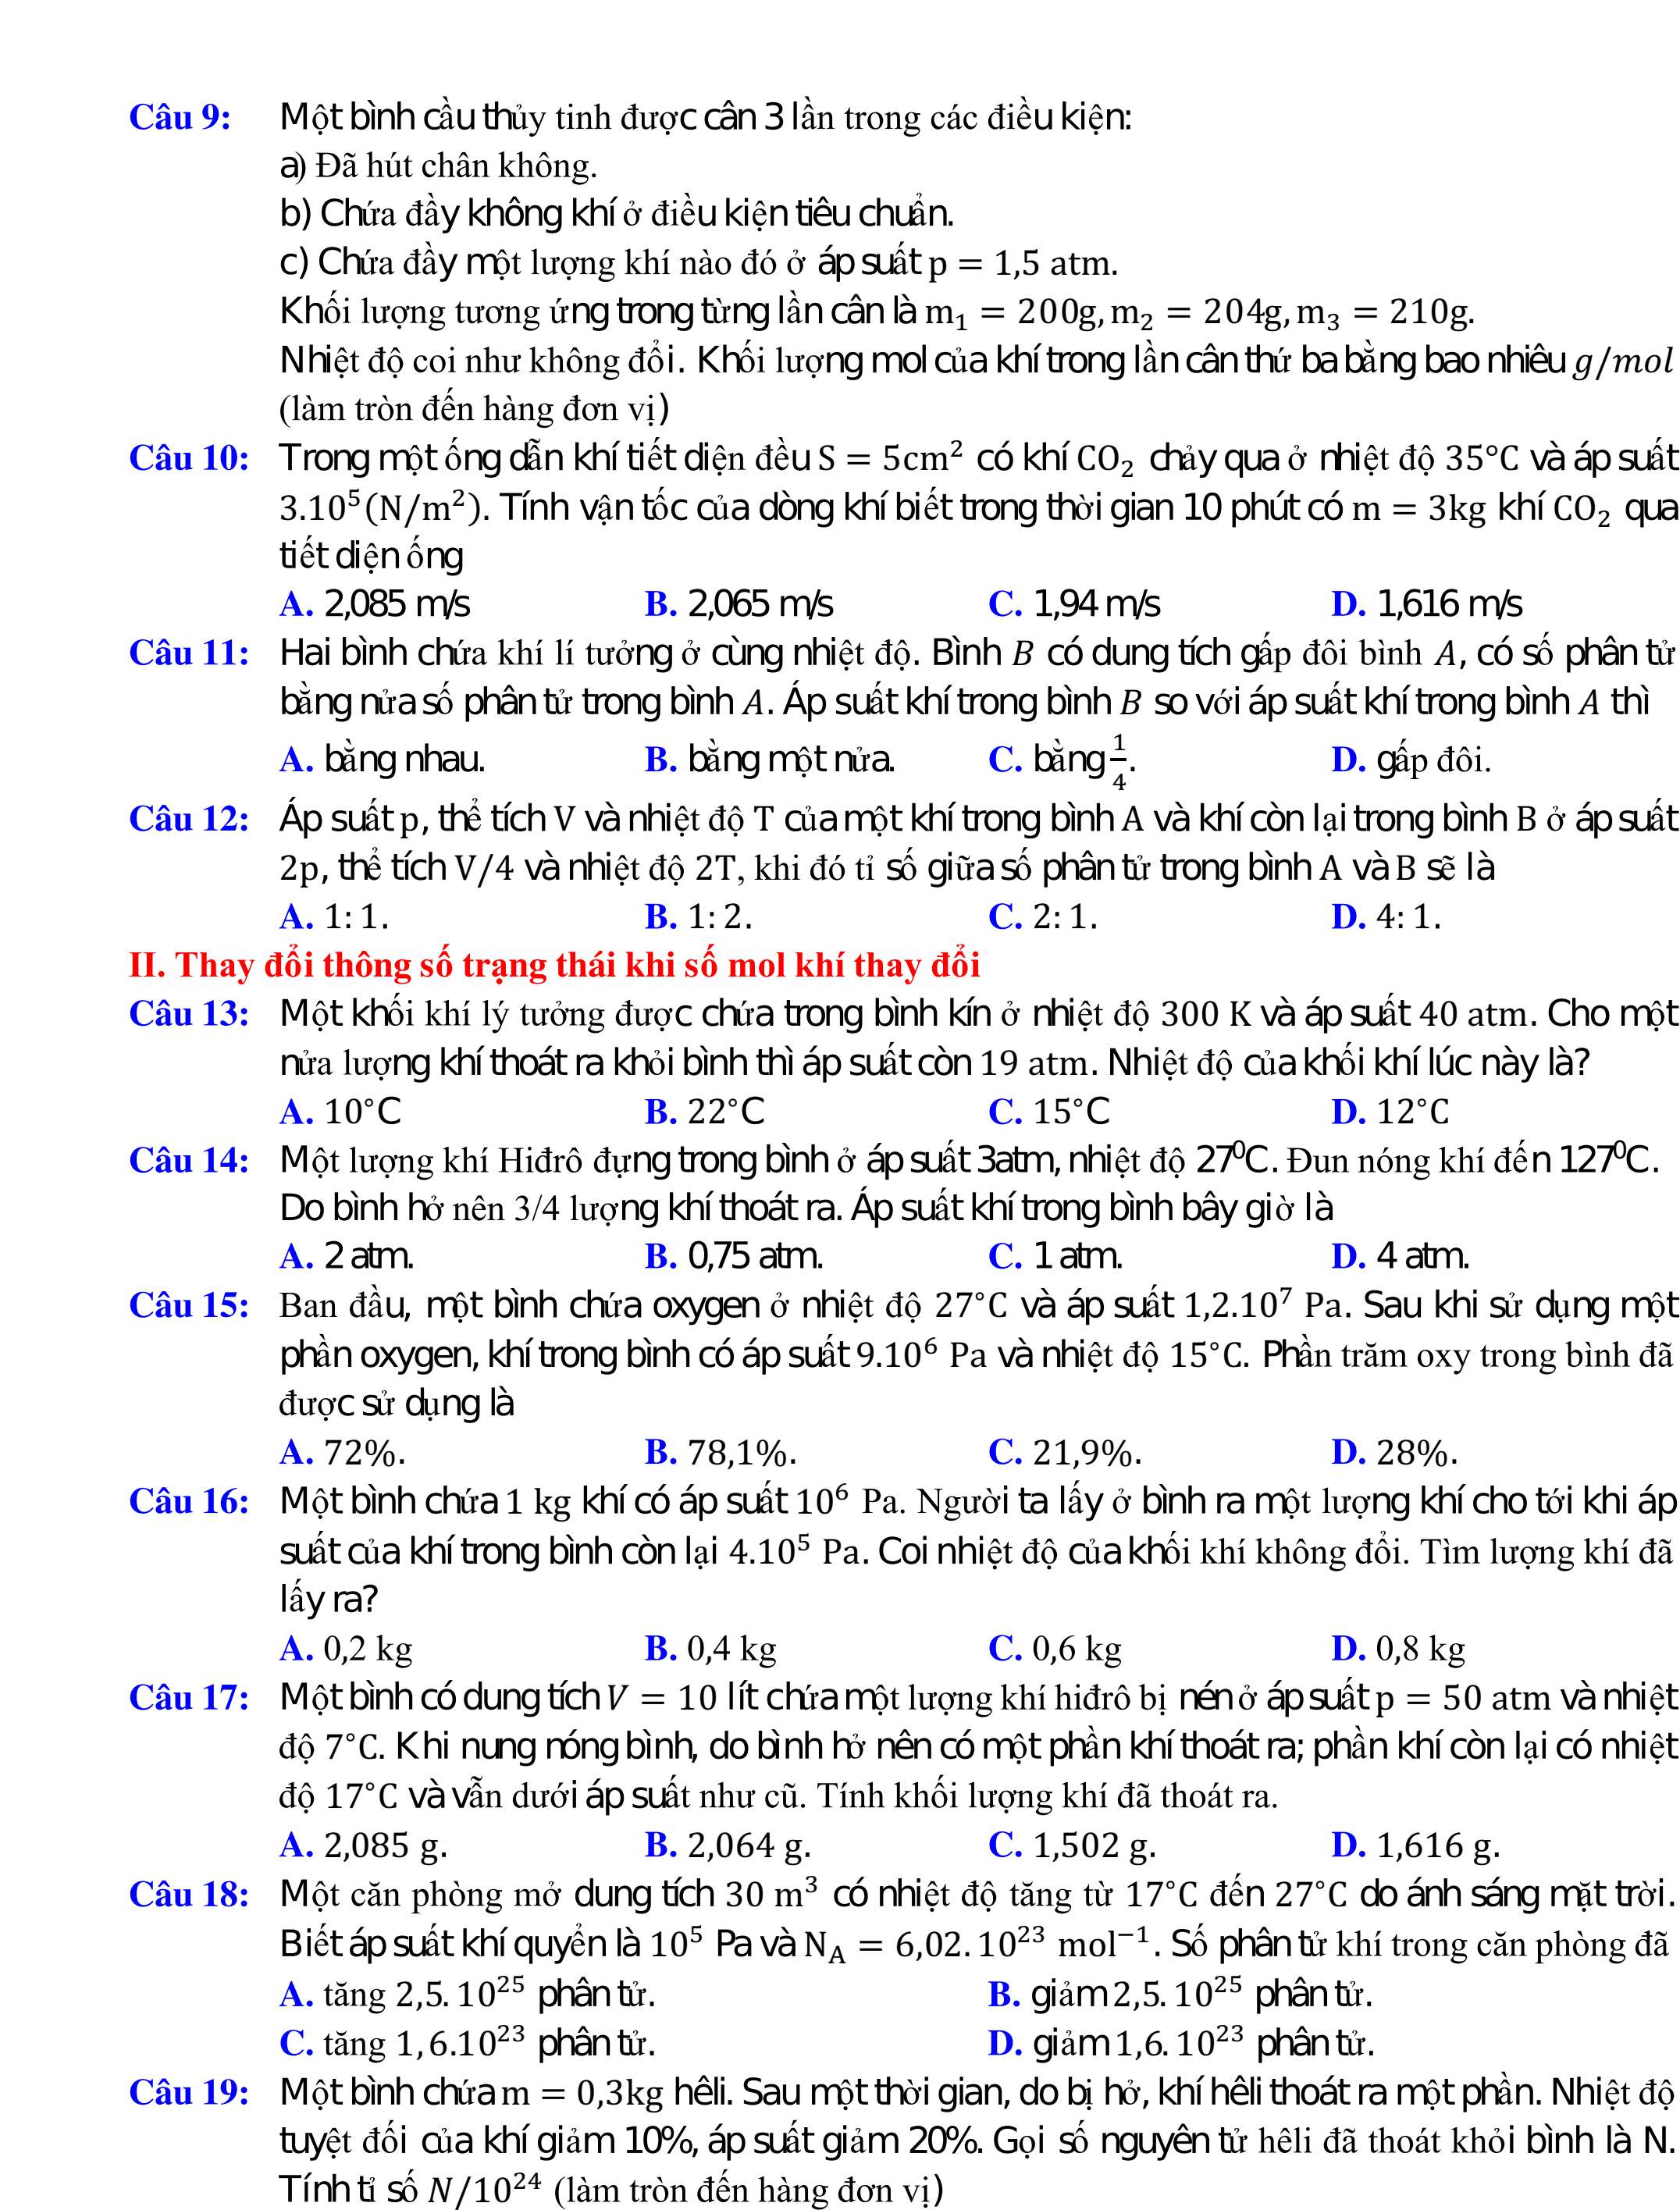 Câu 9: Một bình cầu thủy tinh được cân 3 lần trong các điều kiện:
a) Đã hút chân không.
b) Chứa đầy không khí ở điều kiện tiêu chuẩn.
c) Chứa đầy một lượng khí nào đó ở áp suất p = 1,5 atm.
Khối lượng tương ứng trong từng lần cân là m₁ = 200g, m₂ = 204g, m₃ = 210g.
Nhiệt độ coi như không đổi. Khối lượng mol của khí trong lần cân thứ ba bằng bao nhiêu g/mol
(làm tròn đến hàng đơn vị)
Câu 10: Trong một ống dẫn khí tiết diện đều S = 5cm² có khí CO₂ chảy qua ở nhiệt độ 35°C và áp suất
3.10⁵(N/m²). Tính vận tốc của dòng khí biết trong thời gian 10 phút có m = 3kg khí CO₂ qua
tiết diện ống
A. 2,085 m/s B. 2,065 m/s C. 1,94 m/s D. 1,616 m/s
Câu 11: Hai bình chứa khí lí tưởng ở cùng nhiệt độ. Bình B có dung tích gấp đôi bình A, có số phân tử
bằng nửa số phân tử trong bình A. Áp suất khí trong bình B so với áp suất khí trong bình A thì
A. bằng nhau. B. bằng một nửa. C. bằng 1/4. D. gấp đôi.
Câu 12: Áp suất p, thể tích V và nhiệt độ T của một khí trong bình A và khí còn lại trong bình B ở áp suất
2p, thể tích V/4 và nhiệt độ 2T, khi đó tỉ số giữa số phân tử trong bình A và B sẽ là
A. 1: 1. B. 1: 2. C. 2: 1. D. 4: 1.
II. Thay đổi thông số trạng thái khi số mol khí thay đổi
Câu 13: Một khối khí lý tưởng được chứa trong bình kín ở nhiệt độ 300 K và áp suất 40 atm. Cho một
nửa lượng khí thoát ra khỏi bình thì áp suất còn 19 atm. Nhiệt độ của khối khí lúc này là?
A. 10°C B. 22°C C. 15°C D. 12°C
Câu 14: Một lượng khí Hiđrô đựng trong bình ở áp suất 3atm, nhiệt độ 27⁰C. Đun nóng khí đến 127⁰C.
Do bình hở nên 3/4 lượng khí thoát ra. Áp suất khí trong bình bây giờ là
A. 2 atm. B. 0,75 atm. C. 1 atm. D. 4 atm.
Câu 15: Ban đầu, một bình chứa oxygen ở nhiệt độ 27°C và áp suất 1,2.10⁷ Pa. Sau khi sử dụng một
phần oxygen, khí trong bình có áp suất 9.10⁶ Pa và nhiệt độ 15°C. Phần trăm oxy trong bình đã
được sử dụng là
A. 72%. B. 78,1%. C. 21,9%. D. 28%.
Câu 16: Một bình chứa 1 kg khí có áp suất 10⁶ Pa. Người ta lấy ở bình ra một lượng khí cho tới khi áp
suất của khí trong bình còn lại 4.10⁵ Pa. Coi nhiệt độ của khối khí không đổi. Tìm lượng khí đã
lấy ra?
A. 0,2 kg B. 0,4 kg C. 0,6 kg D. 0,8 kg
Câu 17: Một bình có dung tích V = 10 lít chứa một lượng khí hiđrô bị nén ở áp suất p = 50 atm và nhiệt
độ 7°C. Khi nung nóng bình, do bình hở nên có một phần khí thoát ra; phần khí còn lại có nhiệt
độ 17°C và vẫn dưới áp suất như cũ. Tính khối lượng khí đã thoát ra.
A. 2,085 g. B. 2,064 g. C. 1,502 g. D. 1,616 g.
Câu 18: Một căn phòng mở dung tích 30 m³ có nhiệt độ tăng từ 17°C đến 27°C do ánh sáng mặt trời.
Biết áp suất khí quyển là 10⁵ Pa và N_A = 6,02. 10²³ mol⁻¹. Số phân tử khí trong căn phòng đã
A. tăng 2,5. 10²⁵ phân tử. B. giảm 2,5. 10²⁵ phân tử.
C. tăng 1, 6.10²³ phân tử. D. giảm 1,6. 10²³ phân tử.
Câu 19: Một bình chứa m = 0,3kg hêli. Sau một thời gian, do bị hở, khí hêli thoát ra một phần. Nhiệt độ
tuyệt đối của khí giảm 10%, áp suất giảm 20%. Gọi số nguyên tử hêli đã thoát khỏi bình là N.
Tính tỉ số N/10²⁴ (làm tròn đến hàng đơn vị)